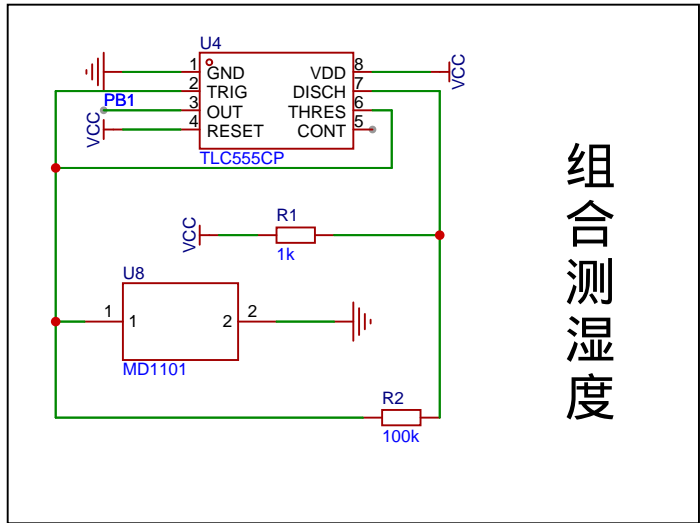 U4
1 GND VDD 8 VCC
2 TRIG DISCH 7
PB1 3 OUT THRES 6
VCC 4 RESET CONT 5
TLC555CP
R1
VCC
1k
U8
1 1 2 2
MD1101
R2
100k
组
合
测
湿
度